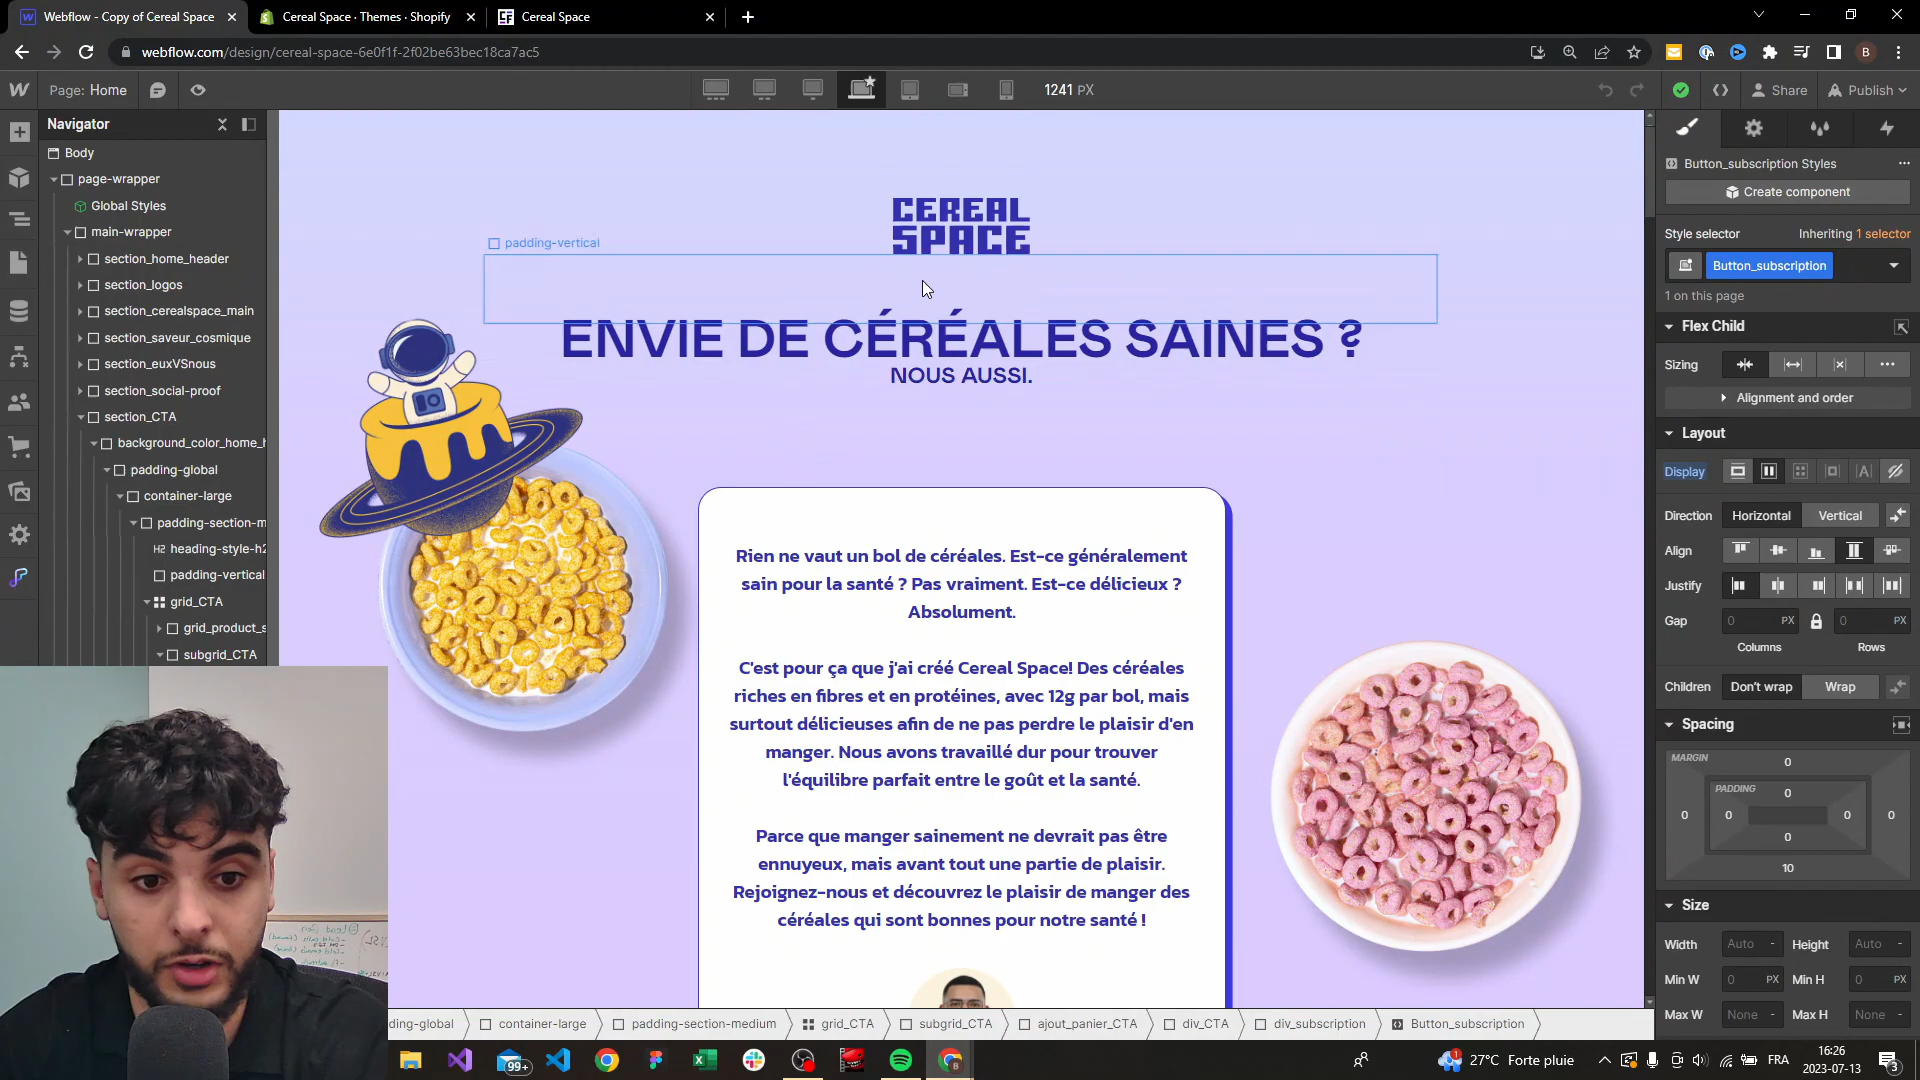 Webflow - Copy of Cereal Space
Cereal Space · Themes · Shopify
Cereal Space
webflow.com/design/cereal-space-6e0f1f-2f02be63bec18ca7ac5
B
Page: Home
1241 PX
Share
Publish
Navigator
Body
page-wrapper
Global Styles
main-wrapper
section_home_header
section_logos
section_cerealspace_main
section_saveur_cosmique
section_euxVSnous
section_social-proof
section_CTA
background_color_home_h
padding-global
container-large
padding-section-m
H2 heading-style-h2
padding-vertical
grid_CTA
grid_product_s
subgrid_CTA
CEREAL
SPACE
padding-vertical
ENVIE DE CÉRÉALES SAINES ?
NOUS AUSSI.
Rien ne vaut un bol de céréales. Est-ce généralement
sain pour la santé ? Pas vraiment. Est-ce délicieux ?
Absolument.
C'est pour ça que j'ai créé Cereal Space! Des céréales
riches en fibres et en protéines, avec 12g par bol, mais
surtout délicieuses afin de ne pas perdre le plaisir d'en
manger. Nous avons travaillé dur pour trouver
l'équilibre parfait entre le goût et la santé.
Parce que manger sainement ne devrait pas être
ennuyeux, mais avant tout une partie de plaisir.
Rejoignez-nous et découvrez le plaisir de manger des
céréales qui sont bonnes pour notre santé !
Button_subscription Styles
Create component
Style selector Inheriting 1 selector
Button_subscription
1 on this page
Flex Child
Sizing
Alignment and order
Layout
Display
Direction Horizontal Vertical
Align
Justify
Gap 0 PX 0 PX
Columns Rows
Children Don't wrap Wrap
Spacing
MARGIN
0
PADDING
0
0 0 0 0
0
10
Size
Width Auto - Height Auto -
Min W 0 PX Min H 0 PX
Max W None - Max H None -
ding-global container-large padding-section-medium grid_CTA subgrid_CTA ajout_panier_CTA div_CTA div_subscription Button_subscription
99+
27°C Forte pluie
FRA
16:26
2023-07-13
3